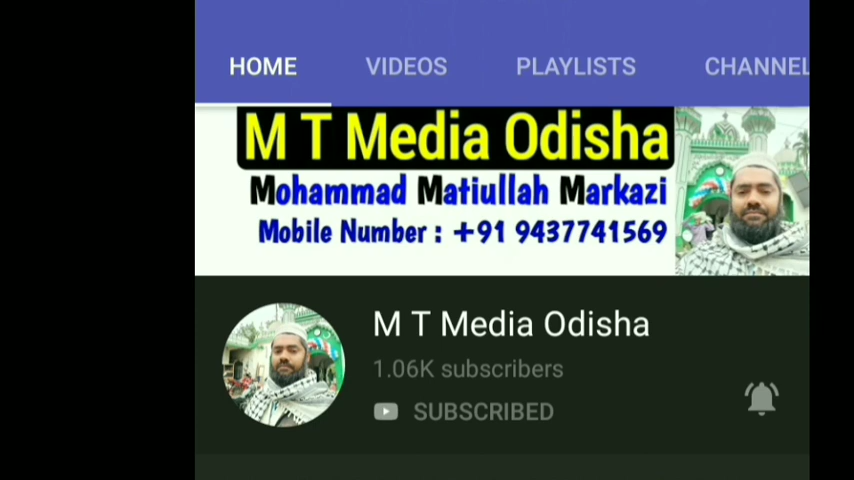 HOME VIDEOS PLAYLISTS CHANNEL
M T Media Odisha
Mohammad Matiullah Markazi
Mobile Number : +91 9437741569
M T Media Odisha
1.06K subscribers
SUBSCRIBED